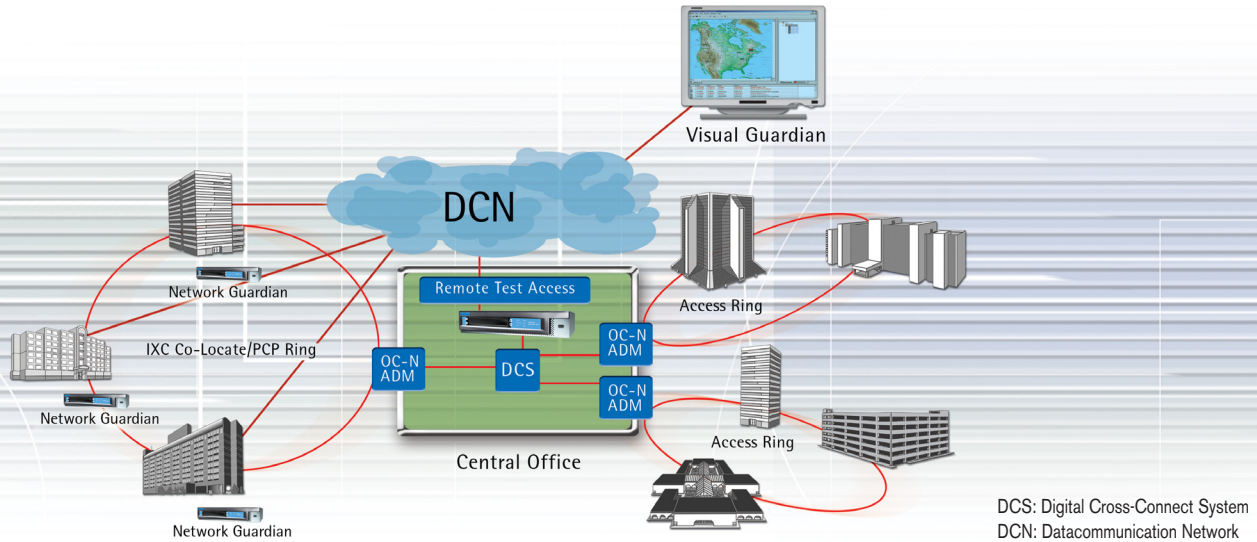 Visual Guardian
DCN
Remote Test Access
Network Guardian
Access Ring
IXC Co-Locate/PCP Ring
OC-N
ADM
OC-N
ADM
DCS
OC-N
ADM
Network Guardian
Access Ring
Central Office
Network Guardian
DCS: Digital Cross-Connect System
DCN: Datacommunication Network